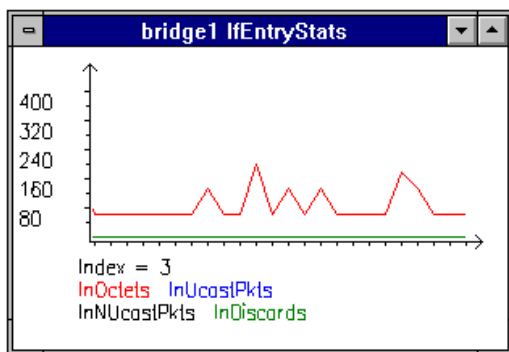 bridge1 IfEntryStats
400
320
240
160
80
Index = 3
InOctets InUcastPkts
InNUcastPkts InDiscards